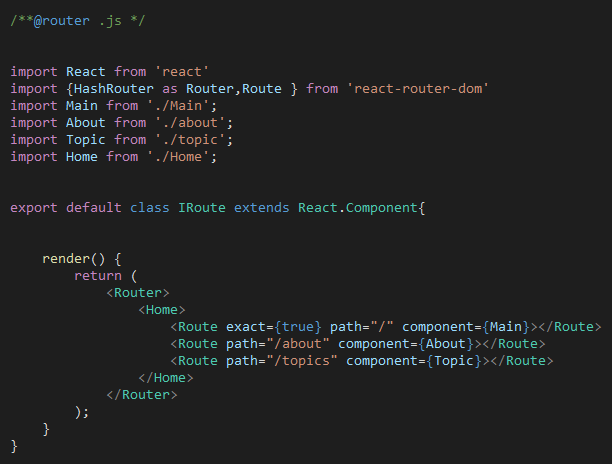 /**@router .js */
import React from 'react'
import {HashRouter as Router,Route } from 'react-router-dom'
import Main from './Main';
import About from './about';
import Topic from './topic';
import Home from './Home';
export default class IRoute extends React.Component{
    render() {
        return (
            <Router>
                <Home>
                    <Route exact={true} path="/" component={Main}></Route>
                    <Route path="/about" component={About}></Route>
                    <Route path="/topics" component={Topic}></Route>
                </Home>
            </Router>
        );
    }
}